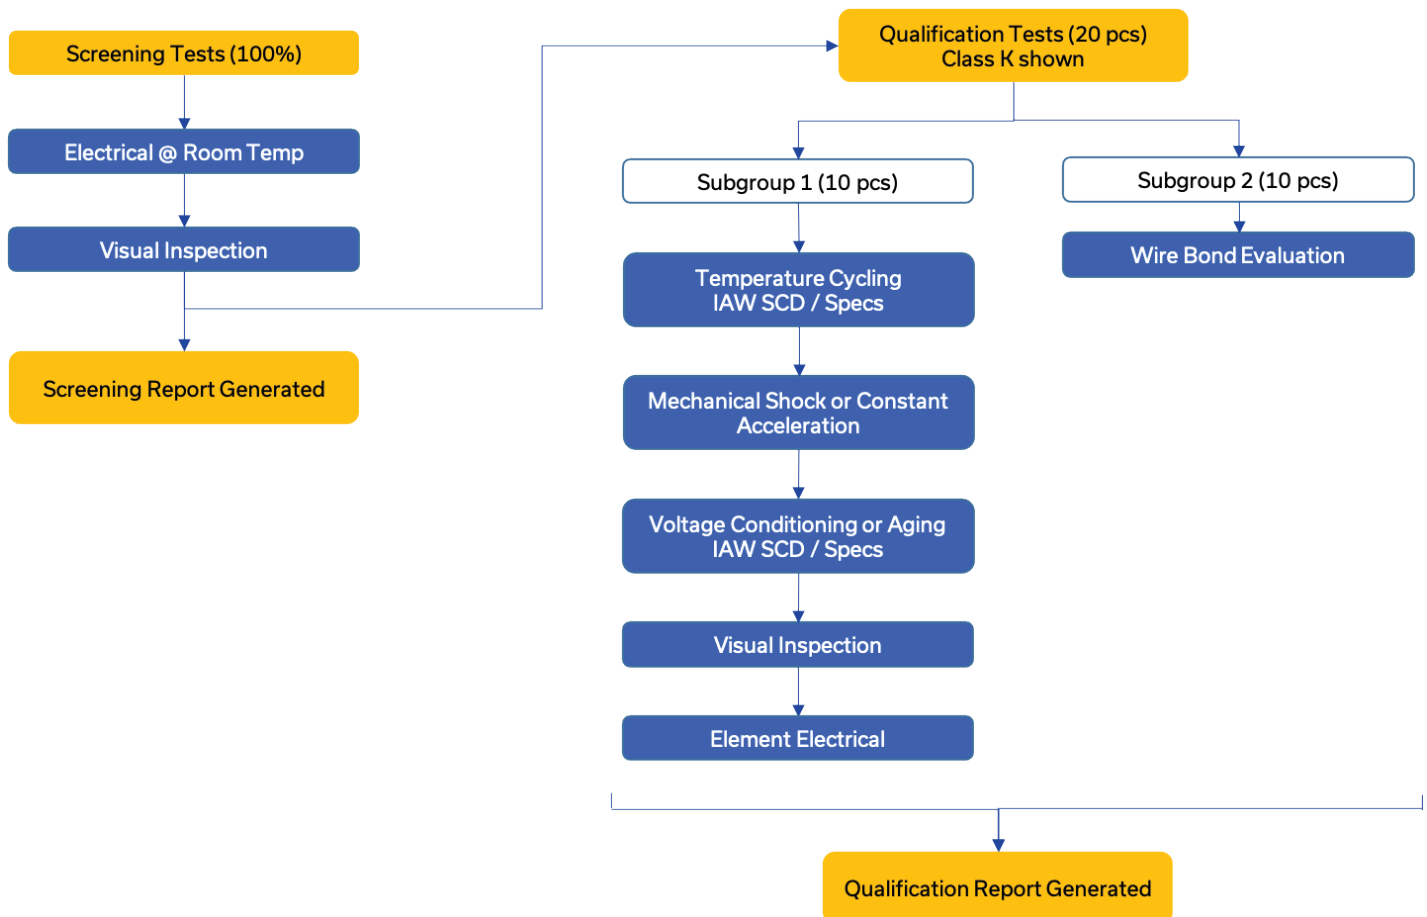 Screening Tests (100%)
Electrical @ Room Temp
Visual Inspection
Screening Report Generated
Qualification Tests (20 pcs)
Class K shown
Subgroup 1 (10 pcs)
Temperature Cycling
IAW SCD / Specs
Mechanical Shock or Constant
Acceleration
Voltage Conditioning or Aging
IAW SCD / Specs
Visual Inspection
Element Electrical
Subgroup 2 (10 pcs)
Wire Bond Evaluation
Qualification Report Generated